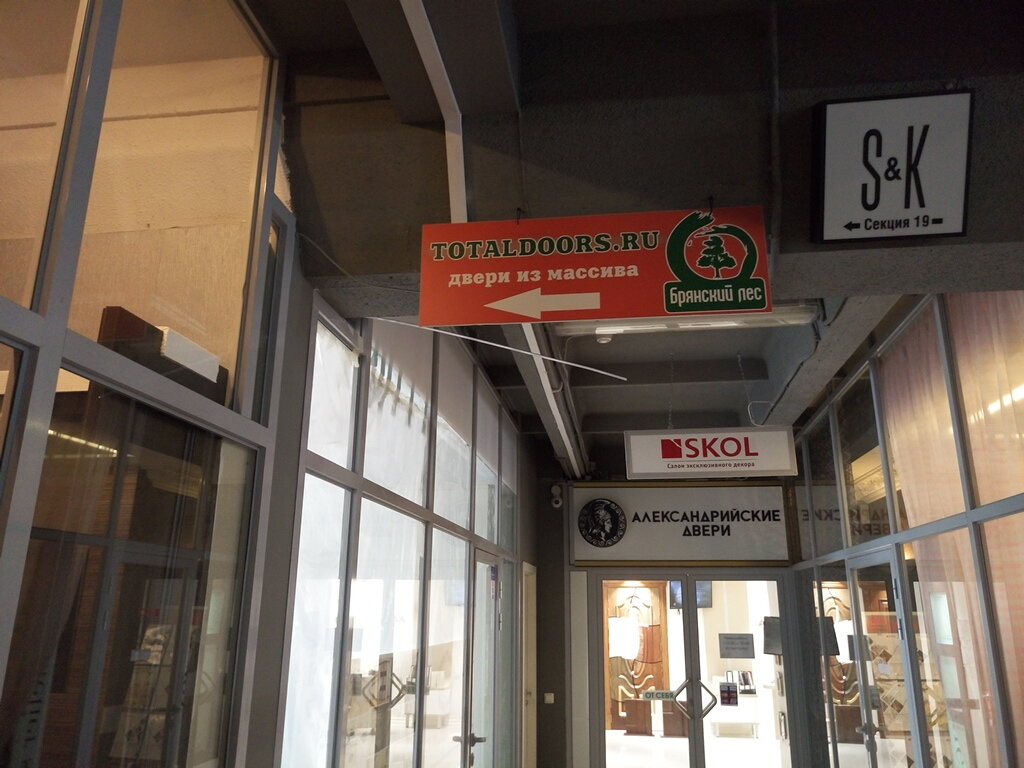 S&K
Секция 19
TOTALDOORS.RU
двери из массива
Брянский лес
SKOL
Салон эксклюзивного декора
АЛЕКСАНДРИЙСКИЕ
ДВЕРИ
ОТ СЕБЯ